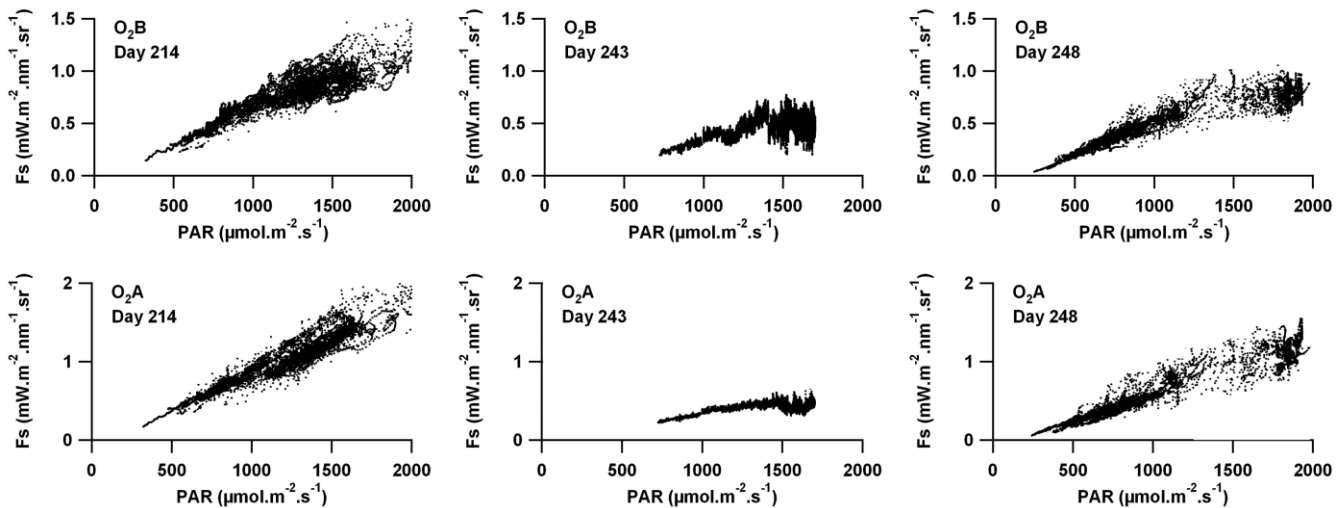 1.5
1.0
0.5
0.0
Fs (mW.m⁻².nm⁻¹.sr⁻¹)
O₂B
Day 214
0 500 1000 1500 2000
PAR (µmol.m⁻².s⁻¹)
1.5
1.0
0.5
0.0
Fs (mW.m⁻².nm⁻¹.sr⁻¹)
O₂B
Day 243
0 500 1000 1500 2000
PAR (µmol.m⁻².s⁻¹)
1.5
1.0
0.5
0.0
Fs (mW.m⁻².nm⁻¹.sr⁻¹)
O₂B
Day 248
0 500 1000 1500 2000
PAR (µmol.m⁻².s⁻¹)
2
1
0
Fs (mW.m⁻².nm⁻¹.sr⁻¹)
O₂A
Day 214
0 500 1000 1500 2000
PAR (µmol.m⁻².s⁻¹)
2
1
0
Fs (mW.m⁻².nm⁻¹.sr⁻¹)
O₂A
Day 243
0 500 1000 1500 2000
PAR (µmol.m⁻².s⁻¹)
2
1
0
Fs (mW.m⁻².nm⁻¹.sr⁻¹)
O₂A
Day 248
0 500 1000 1500 2000
PAR (µmol.m⁻².s⁻¹)